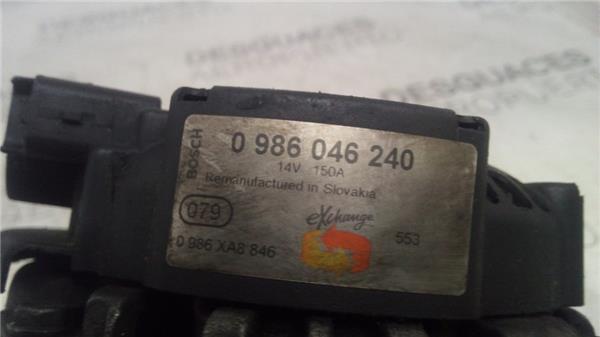 DESGUACES
BOSCH
0 986 046 240
14V 150A
Remanufactured in Slovakia
079
eXchange
553
0 986 XA8 846